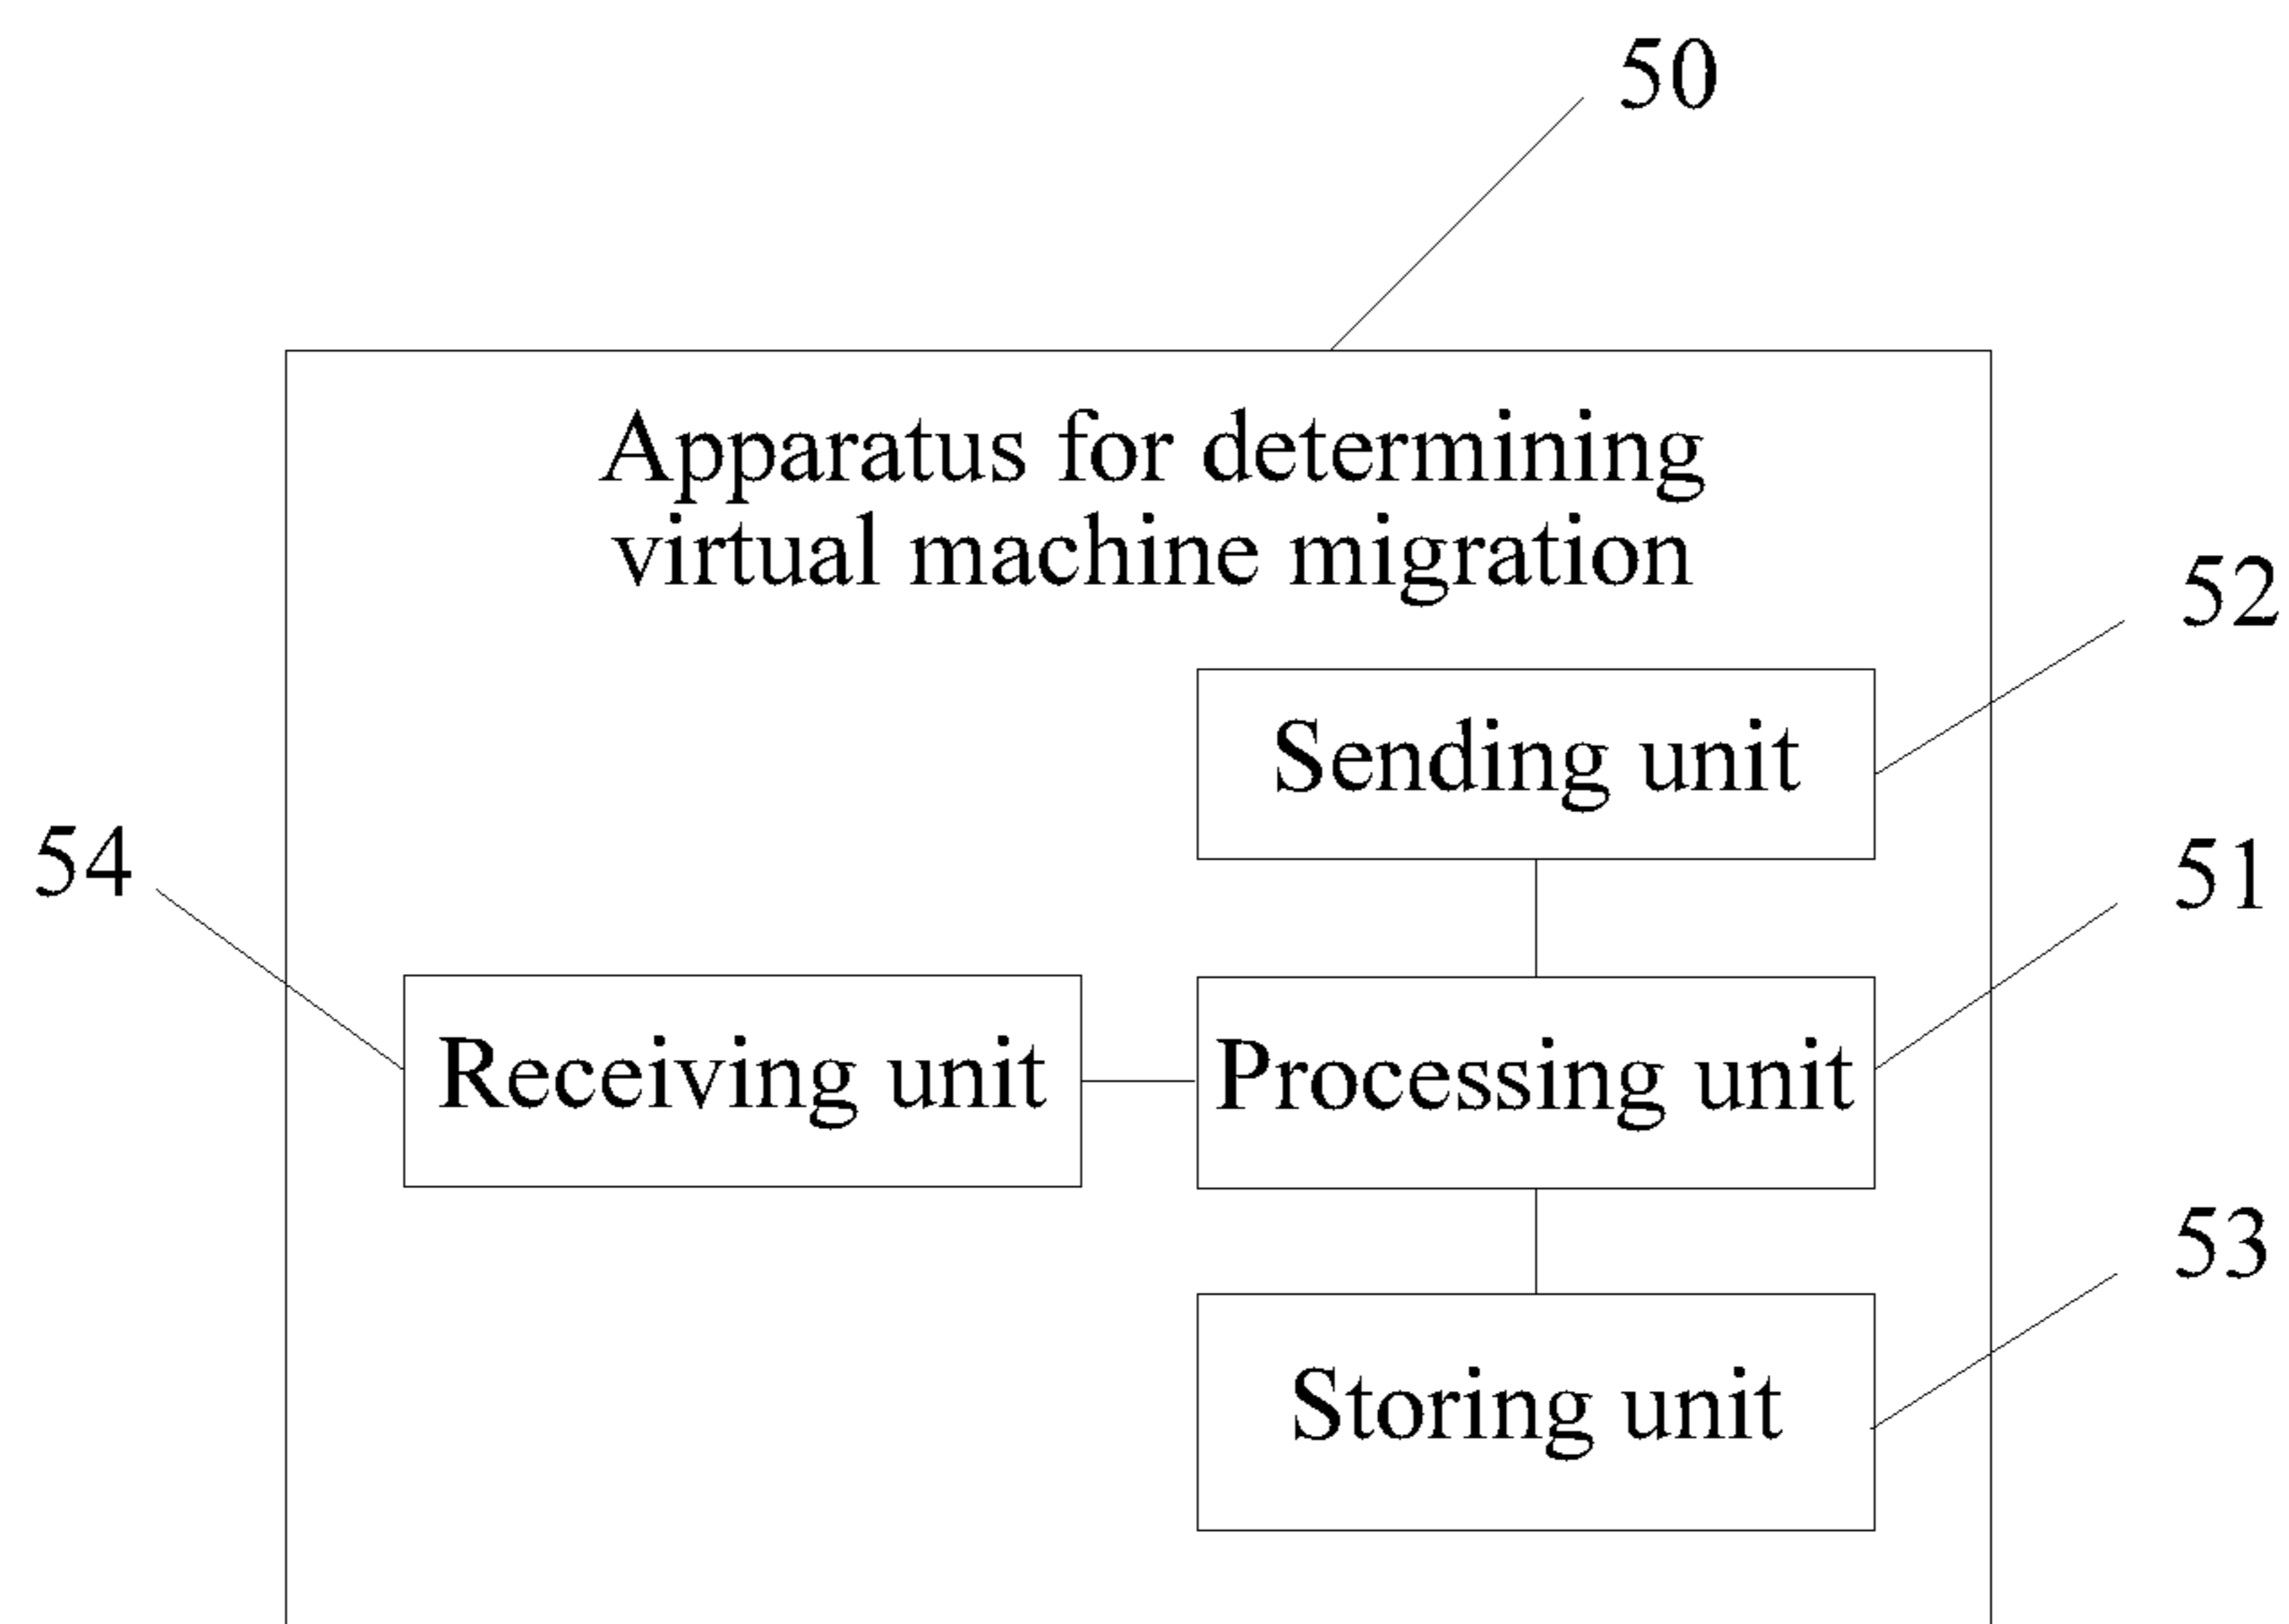 50
Apparatus for determining
virtual machine migration
52
Sending unit
54
51
Receiving unit
Processing unit
53
Storing unit